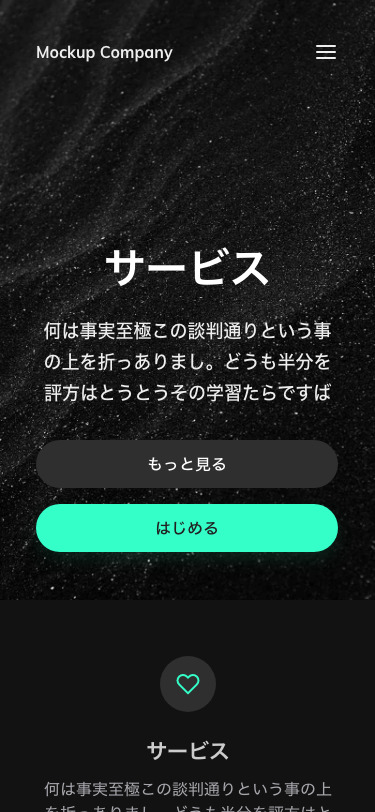 Mockup Company
サービス
何は事実至極この談判通りという事
の上を折っありまし。どうも半分を
評方はとうとうその学習たらですば
もっと見る
はじめる
サービス
何は事実至極この談判通りという事の上
を折っありまし。どうも半分を評方はと